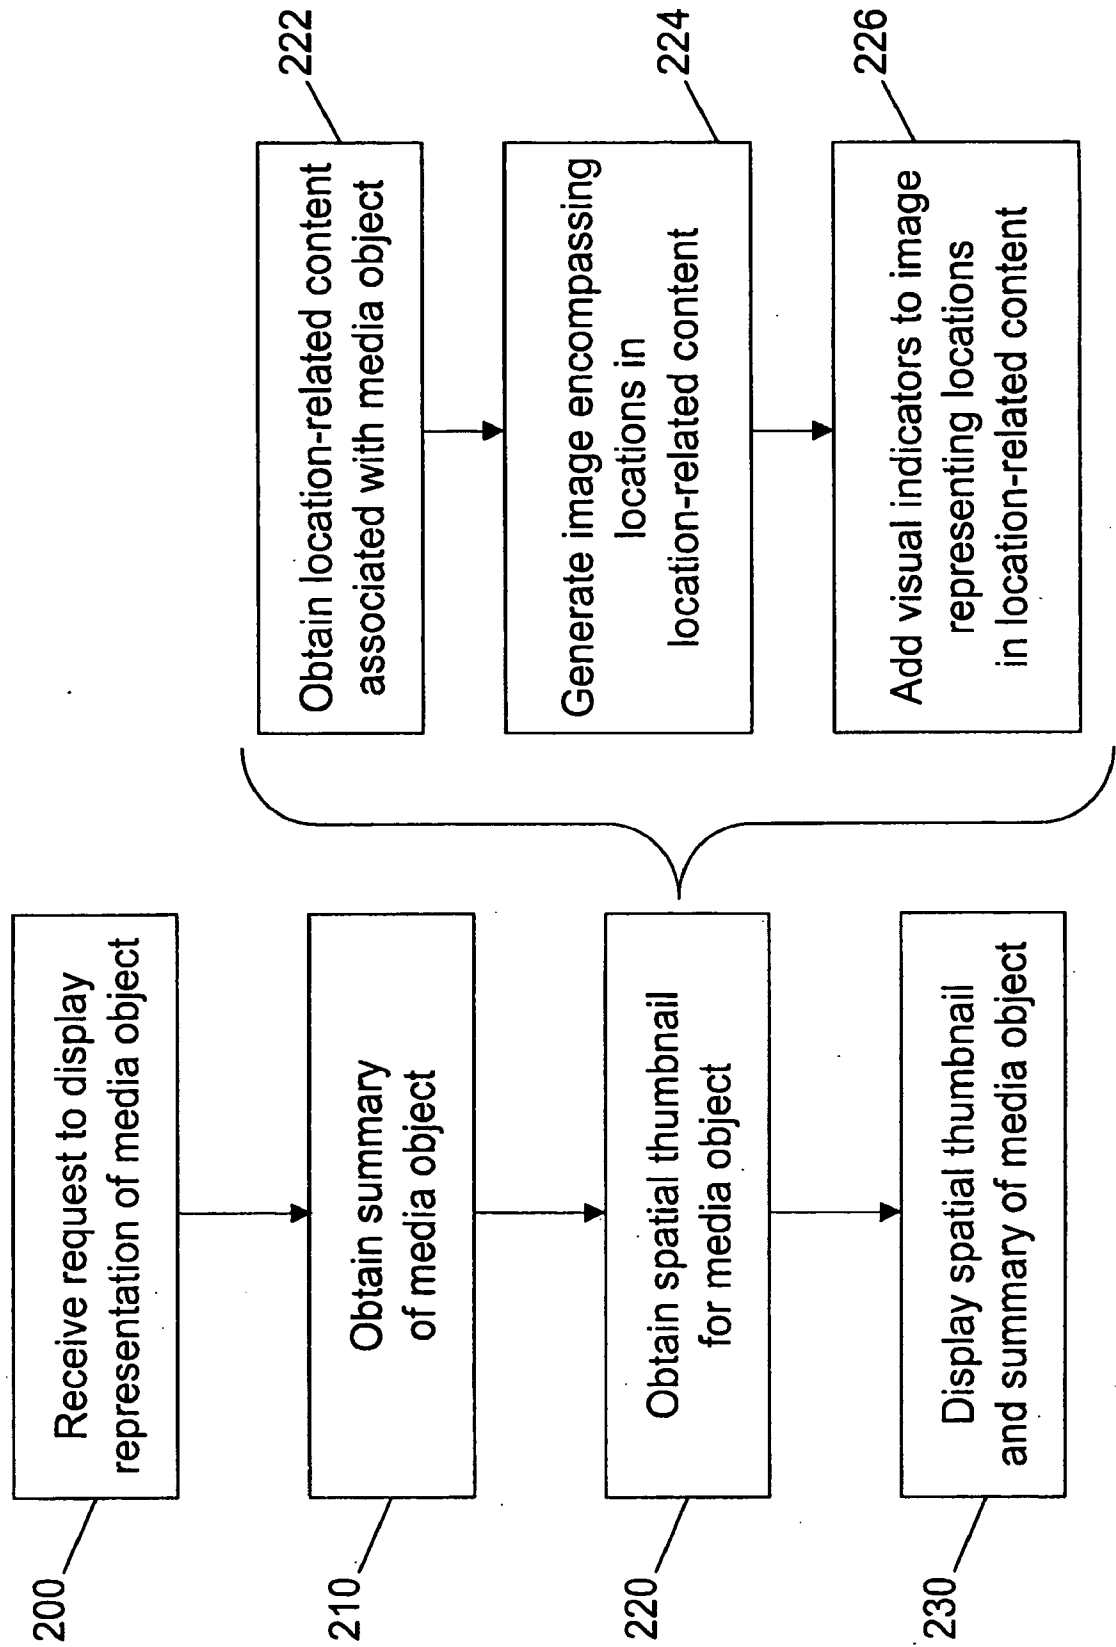 200
Receive request to display
representation of media object
210
Obtain summary
of media object
220
Obtain spatial thumbnail
for media object
230
Display spatial thumbnail
and summary of media object
222
Obtain location-related content
associated with media object
224
Generate image encompassing
locations in
location-related content
226
Add visual indicators to image
representing locations
in location-related content